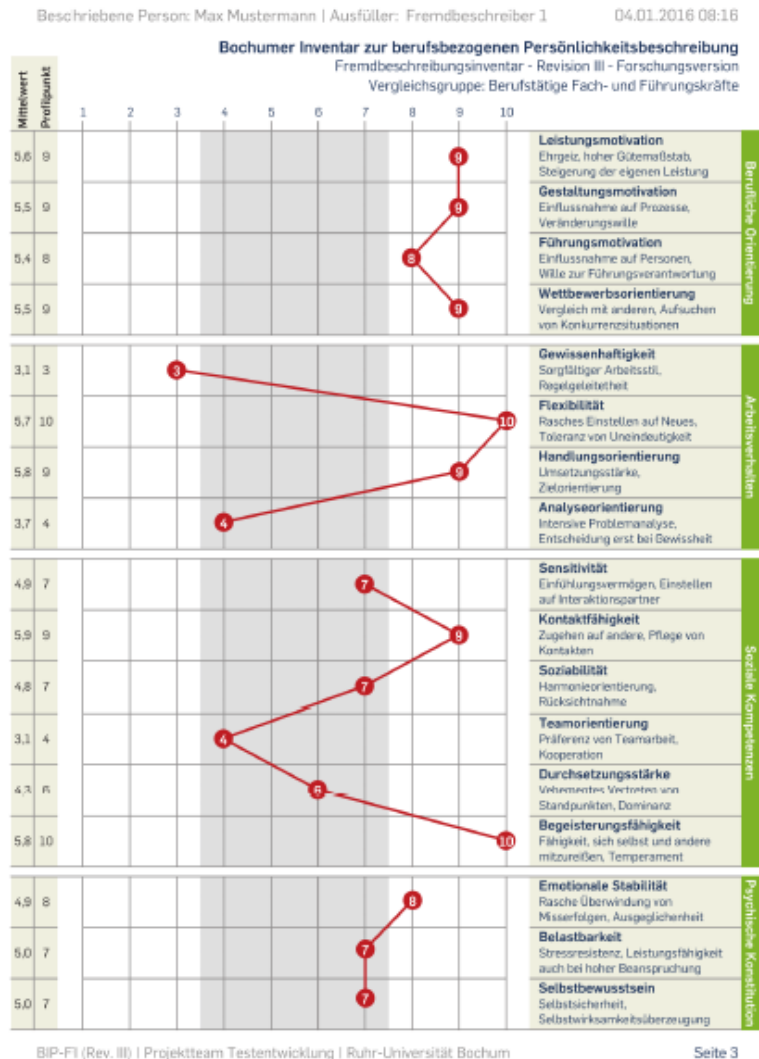 Beschriebene Person: Max Mustermann | Ausfüller: Fremdbeschreiber 1 04.01.2016 08:16
Bochumer Inventar zur berufsbezogenen Persönlichkeitsbeschreibung
Fremdbeschreibungsinventar - Revision III - Forschungsversion
Vergleichsgruppe: Berufstätige Fach- und Führungskräfte
Mittelwert Profilpunkt
1 2 3 4 5 6 7 8 9 10
Berufliche Orientierung
5,6 9 9 Leistungsmotivation
Ehrgeiz, hoher Gütemaßstab,
Steigerung der eigenen Leistung
5,5 9 9 Gestaltungsmotivation
Einflussnahme auf Prozesse,
Veränderungswille
5,4 8 8 Führungsmotivation
Einflussnahme auf Personen,
Wille zur Führungsverantwortung
5,5 9 9 Wettbewerbsorientierung
Vergleich mit anderen, Aufsuchen
von Konkurrenzsituationen
Arbeitsverhalten
3,1 3 3 Gewissenhaftigkeit
Sorgfältiger Arbeitsstil,
Regelgeleitetheit
5,7 10 10 Flexibilität
Rasches Einstellen auf Neues,
Toleranz von Uneindeutigkeit
5,8 9 9 Handlungsorientierung
Umsetzungsstärke,
Zielorientierung
3,7 4 4 Analyseorientierung
Intensive Problemanalyse,
Entscheidung erst bei Gewissheit
Soziale Kompetenzen
4,9 7 7 Sensitivität
Einfühlungsvermögen, Einstellen
auf Interaktionspartner
5,9 9 9 Kontaktfähigkeit
Zugehen auf andere, Pflege von
Kontakten
4,8 7 7 Soziabilität
Harmonieorientierung,
Rücksichtnahme
3,1 4 4 Teamorientierung
Präferenz von Teamarbeit,
Kooperation
4,3 6 6 Durchsetzungsstärke
Vehementes Vertreten von
Standpunkten, Dominanz
5,8 10 10 Begeisterungsfähigkeit
Fähigkeit, sich selbst und andere
mitzureißen, Temperament
Psychische Konstitution
4,9 8 8 Emotionale Stabilität
Rasche Überwindung von
Misserfolgen, Ausgeglichenheit
5,0 7 7 Belastbarkeit
Stressresistenz, Leistungsfähigkeit
auch bei hoher Beanspruchung
5,0 7 7 Selbstbewusstsein
Selbstsicherheit,
Selbstwirksamkeitsüberzeugung
BIP-FI (Rev. III) | Projektteam Testentwicklung | Ruhr-Universität Bochum Seite 3